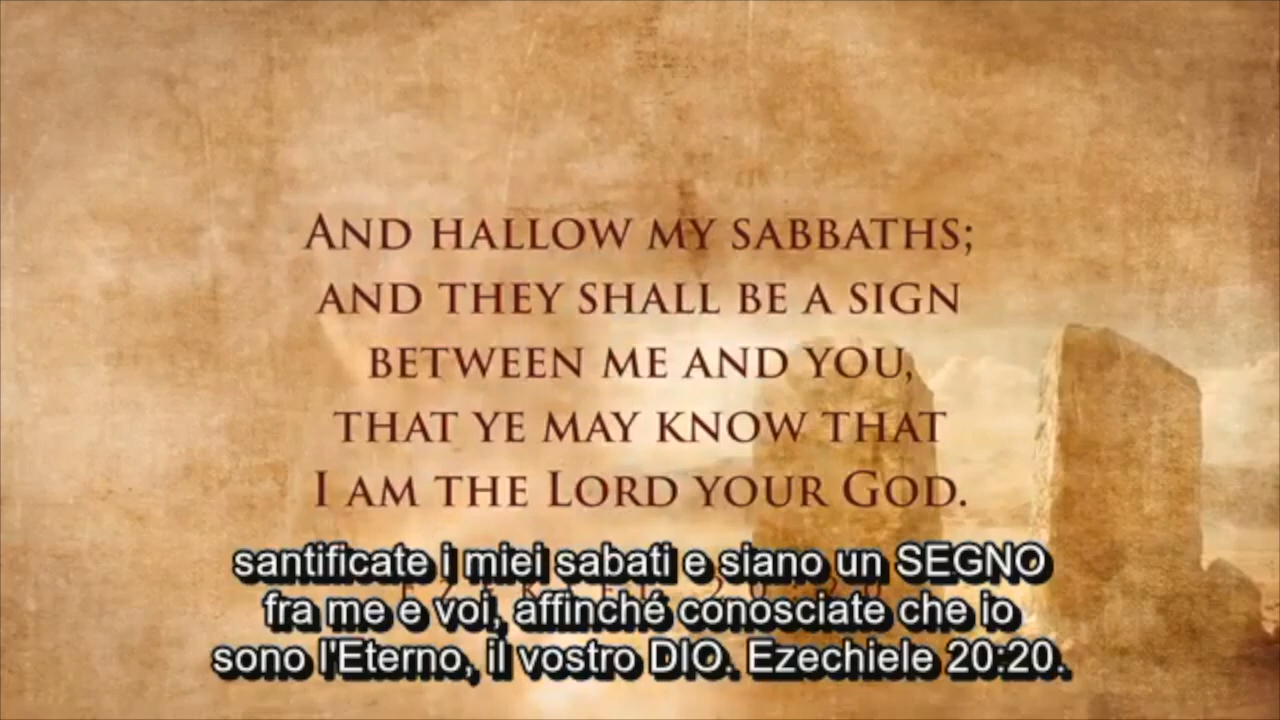 AND HALLOW MY SABBATHS;
AND THEY SHALL BE A SIGN
BETWEEN ME AND YOU,
THAT YE MAY KNOW THAT
I AM THE LORD YOUR GOD.
santificate i miei sabati e siano un SEGNO
fra me e voi, affinché conosciate che io
sono l'Eterno, il vostro DIO. Ezechiele 20:20.